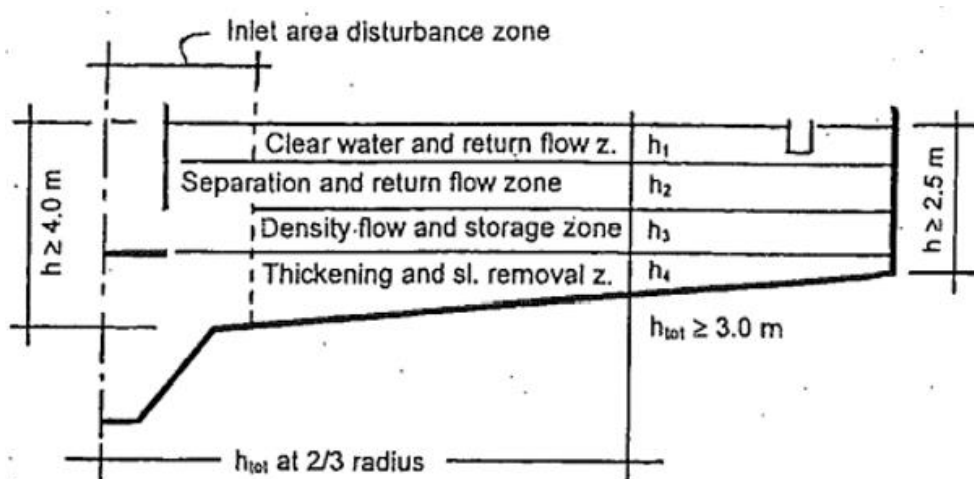 Inlet area disturbance zone
Clear water and return flow z. h₁
Separation and return flow zone h₂
Density flow and storage zone h₃
Thickening and sl. removal z. h₄
h ≥ 4.0 m
h ≥ 2.5 m
hₜₒₜ ≥ 3.0 m
hₜₒₜ at 2/3 radius